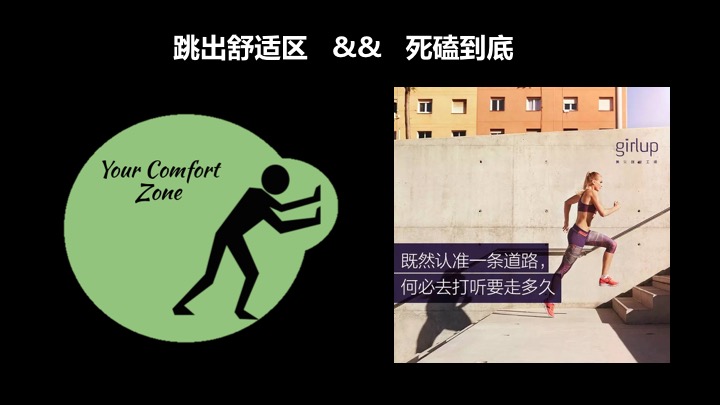 跳出舒适区 && 死磕到底
Your Comfort
Zone
girlup
既然认准一条道路，
何必去打听要走多久